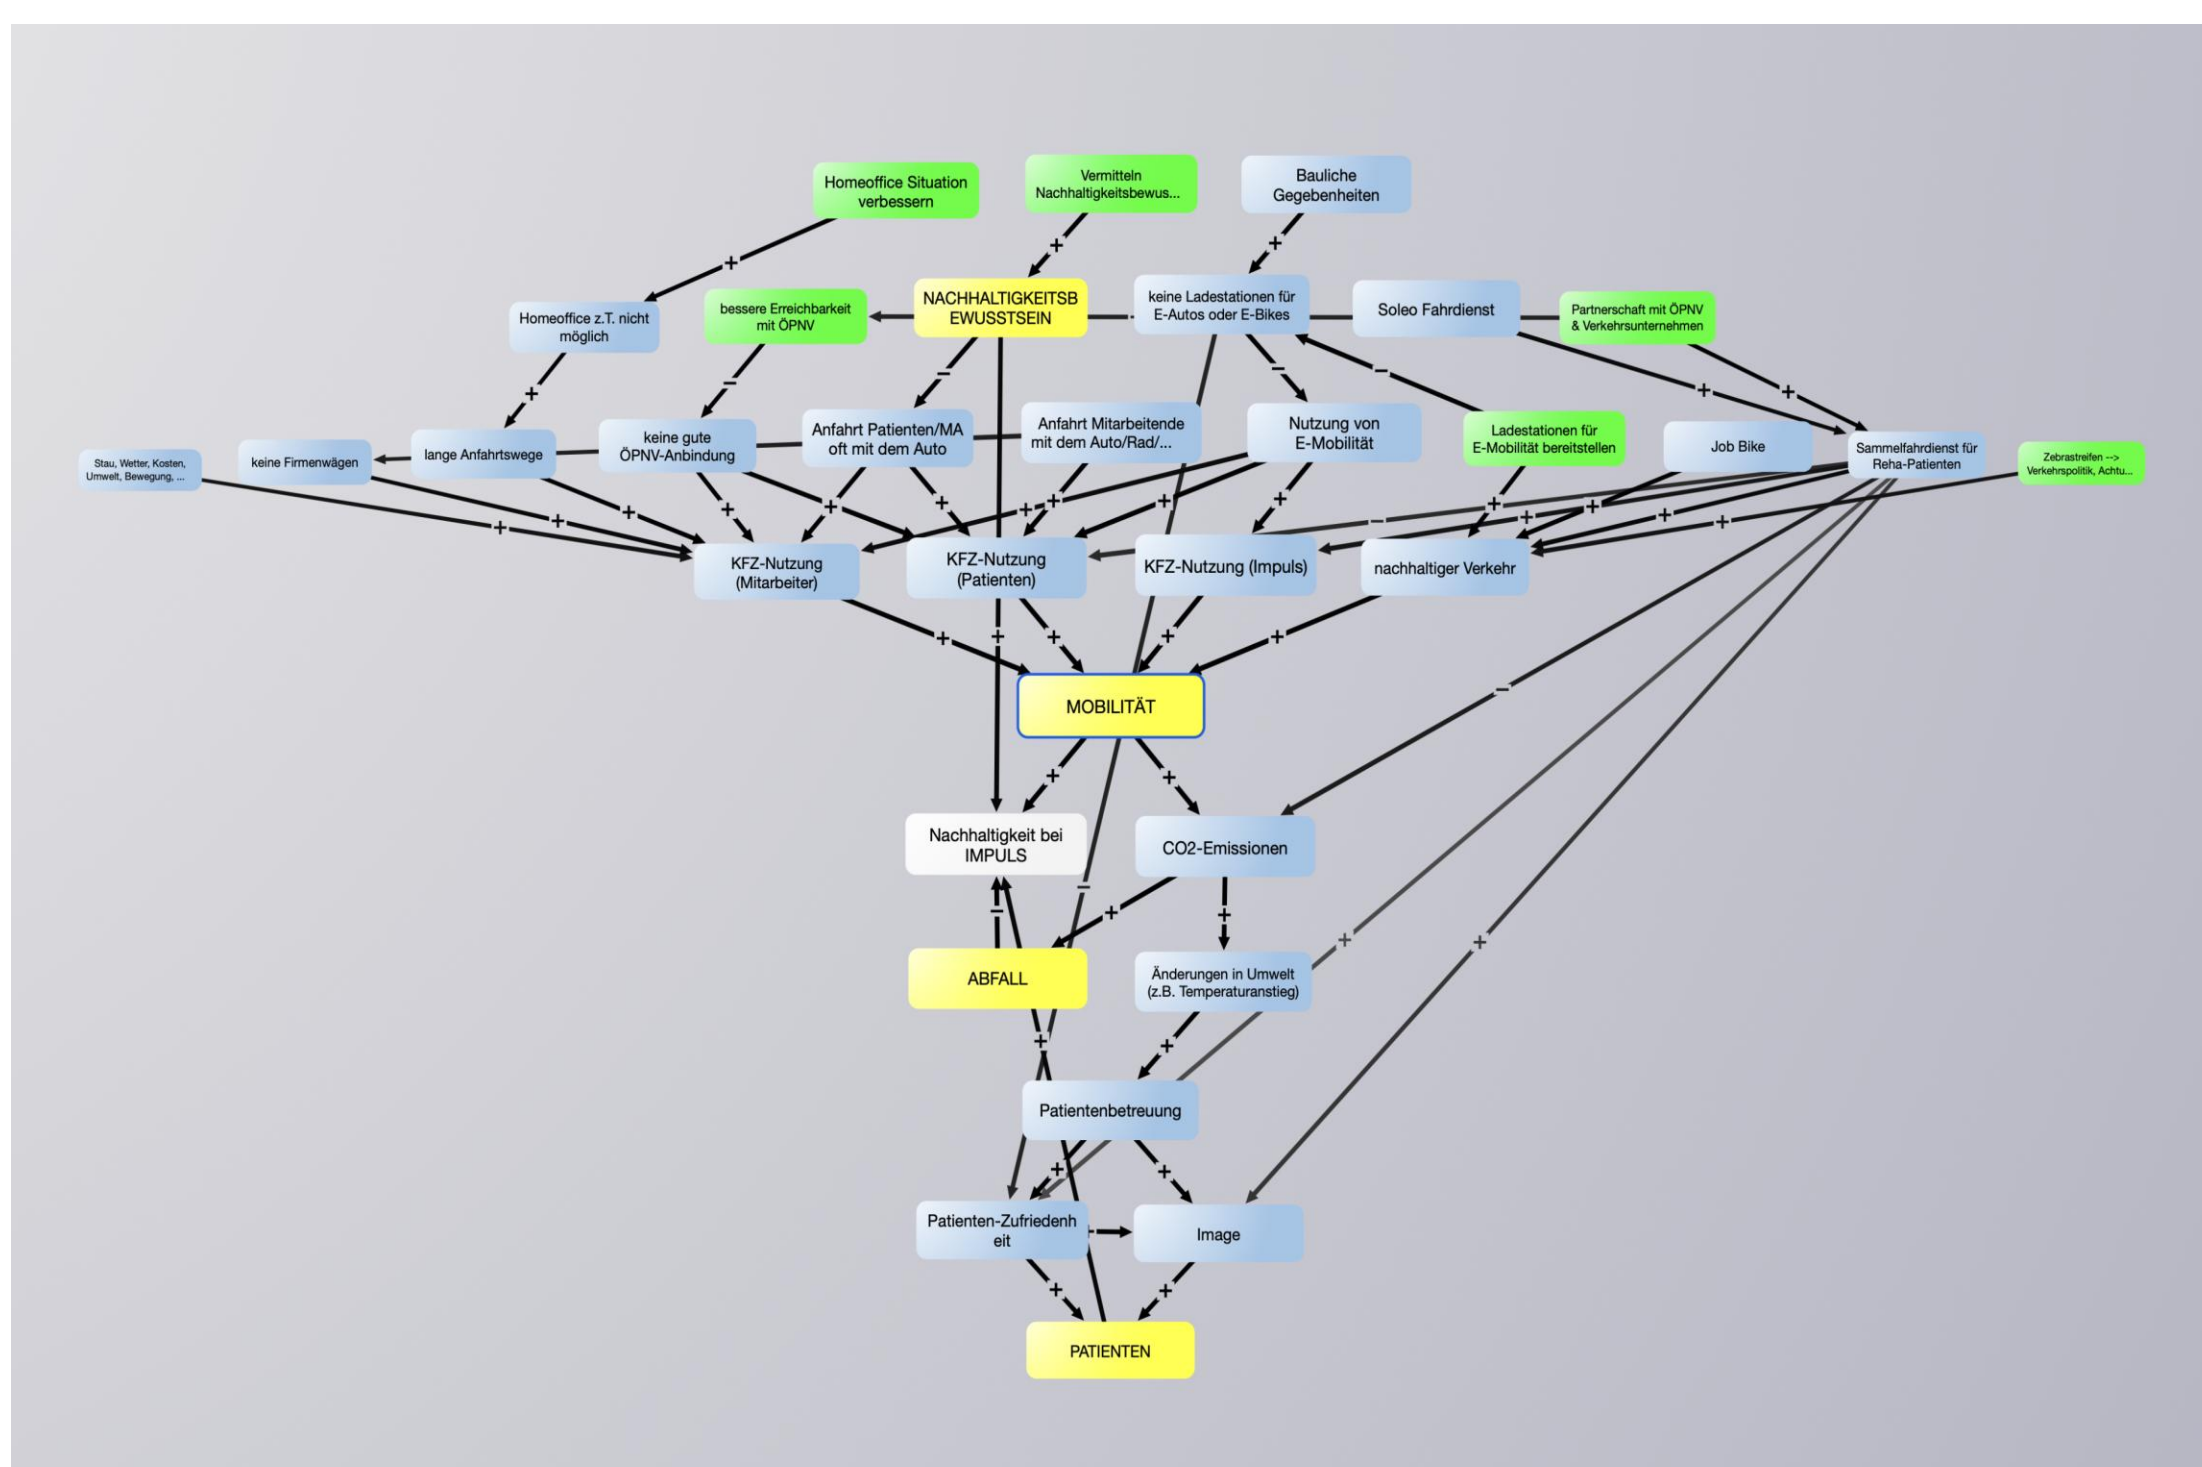 Homeoffice Situation
verbessern
Vermitteln
Nachhaltigkeitsbewus...
Bauliche
Gegebenheiten
+
+
+
Homeoffice z.T. nicht
möglich
bessere Erreichbarkeit
mit ÖPNV
NACHHALTIGKEITSB
EWUSSTSEIN
keine Ladestationen für
E-Autos oder E-Bikes
Soleo Fahrdienst
Partnerschaft mit ÖPNV
& Verkehrsunternehmen
+
−
−
−
−
+
+
Stau, Wetter, Kosten,
Umwelt, Bewegung, ...
keine Firmenwägen
lange Anfahrtswege
keine gute
ÖPNV-Anbindung
Anfahrt Patienten/MA
oft mit dem Auto
Anfahrt Mitarbeitende
mit dem Auto/Rad/...
Nutzung von
E-Mobilität
Ladestationen für
E-Mobilität bereitstellen
Job Bike
Sammelfahrdienst für
Reha-Patienten
Zebrastreifen -->
Verkehrspolitik, Achtu...
+
+
+
+
+
+
+
+
+
+
−
+
+
+
+
+
KFZ-Nutzung
(Mitarbeiter)
KFZ-Nutzung
(Patienten)
KFZ-Nutzung (Impuls)
nachhaltiger Verkehr
+
+
+
+
+
−
MOBILITÄT
+
+
Nachhaltigkeit bei
IMPULS
CO2-Emissionen
−
−
+
+
+
+
ABFALL
Änderungen in Umwelt
(z.B. Temperaturanstieg)
+
+
Patientenbetreuung
+
+
Patienten-Zufriedenh
eit
Image
+
+
PATIENTEN